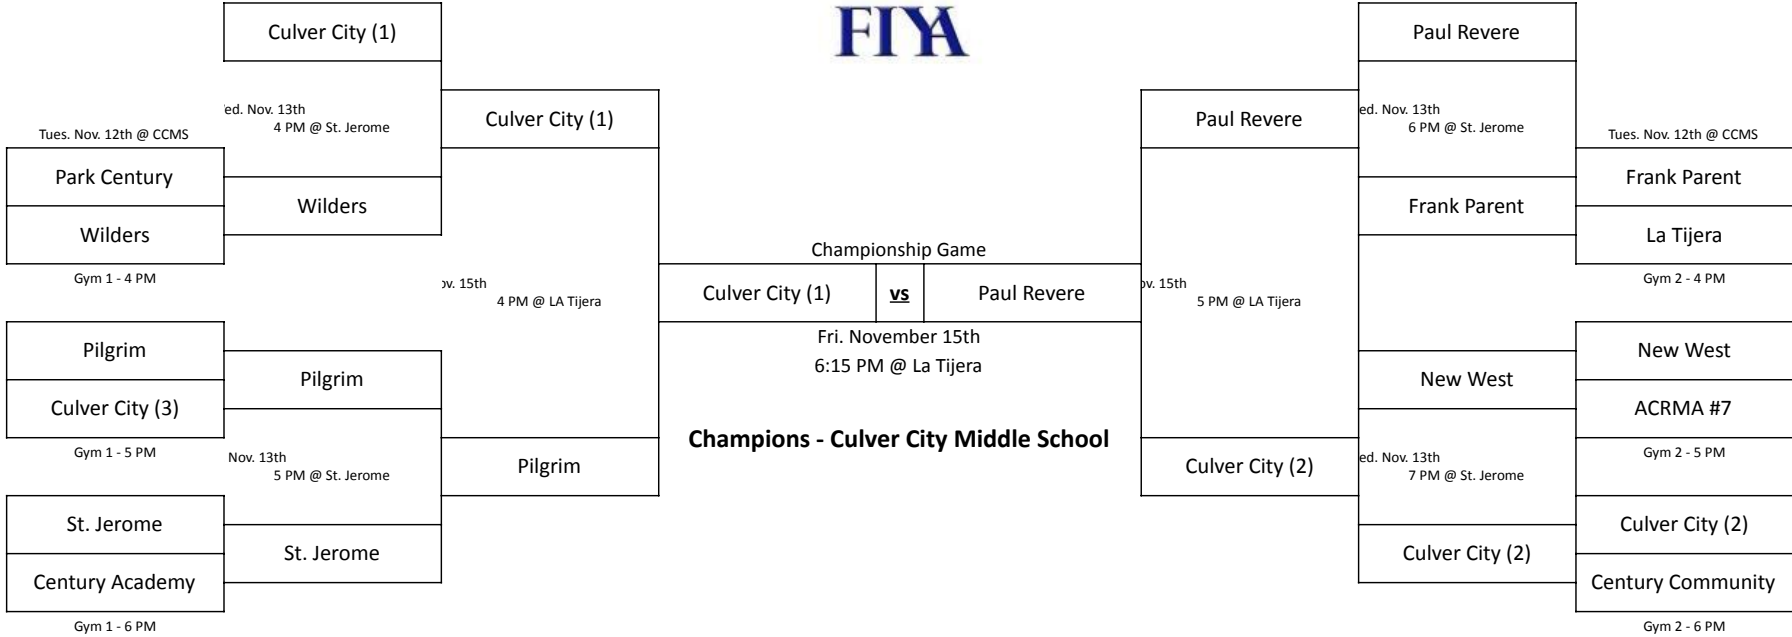 FIYA
Culver City (1)
ed. Nov. 13th
4 PM @ St. Jerome
Culver City (1)
Tues. Nov. 12th @ CCMS
Park Century
Wilders
Wilders
Gym 1 - 4 PM
ov. 15th
4 PM @ LA Tijera
Pilgrim
Culver City (3)
Gym 1 - 5 PM
Pilgrim
Nov. 13th
5 PM @ St. Jerome
Pilgrim
St. Jerome
Century Academy
Gym 1 - 6 PM
St. Jerome
Championship Game
Culver City (1) vs Paul Revere
Fri. November 15th
6:15 PM @ La Tijera
Champions - Culver City Middle School
Paul Revere
Paul Revere
ed. Nov. 13th
6 PM @ St. Jerome
Tues. Nov. 12th @ CCMS
Frank Parent
Frank Parent
La Tijera
Gym 2 - 4 PM
ov. 15th
5 PM @ LA Tijera
New West
New West
ACRMA #7
Gym 2 - 5 PM
Culver City (2)
ed. Nov. 13th
7 PM @ St. Jerome
Culver City (2)
Culver City (2)
Century Community
Gym 2 - 6 PM